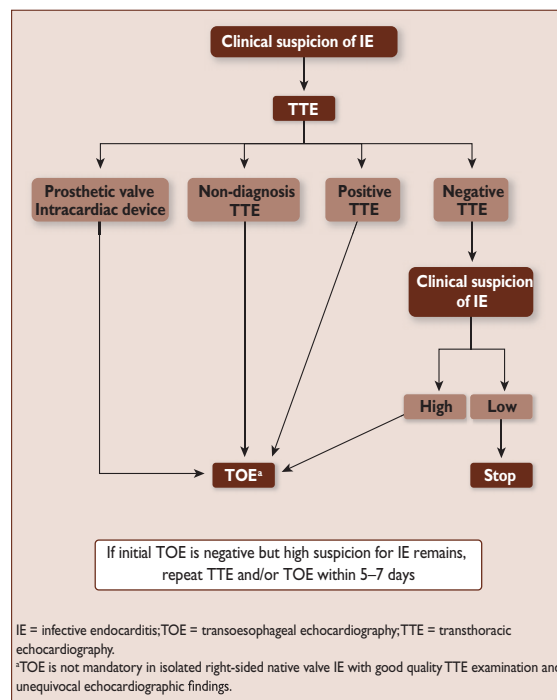 Clinical suspicion of IE
TTE
Prosthetic valve
Intracardiac device
Non-diagnosis
TTE
Positive
TTE
Negative
TTE
Clinical suspicion
of IE
High
Low
TOEᵃ
Stop
If initial TOE is negative but high suspicion for IE remains,
repeat TTE and/or TOE within 5–7 days
IE = infective endocarditis; TOE = transoesophageal echocardiography; TTE = transthoracic
echocardiography.
ᵃTOE is not mandatory in isolated right-sided native valve IE with good quality TTE examination and
unequivocal echocardiographic findings.